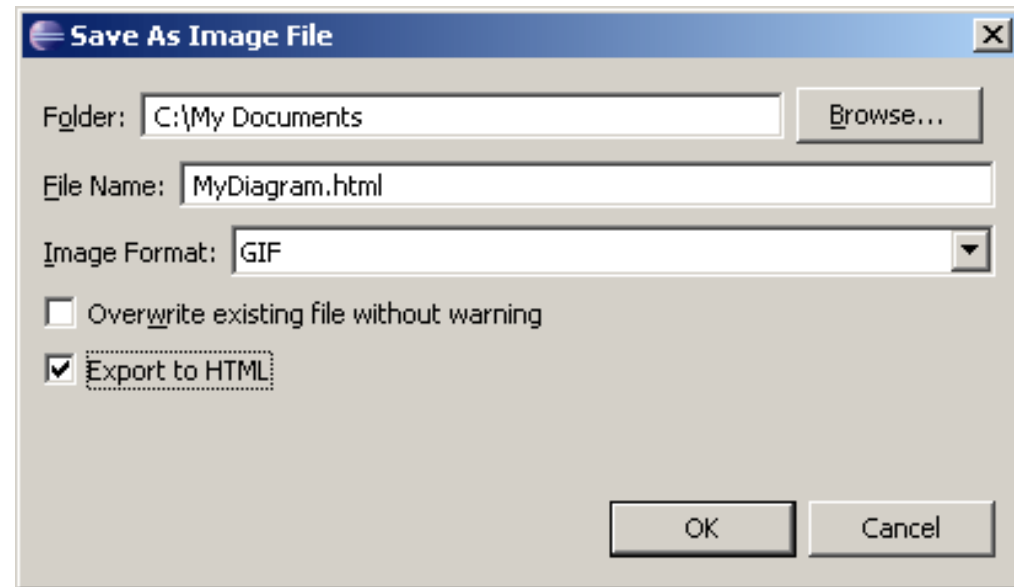 Save As Image File
Folder: C:\My Documents Browse...
File Name: MyDiagram.html
Image Format: GIF
Overwrite existing file without warning
Export to HTML
OK Cancel